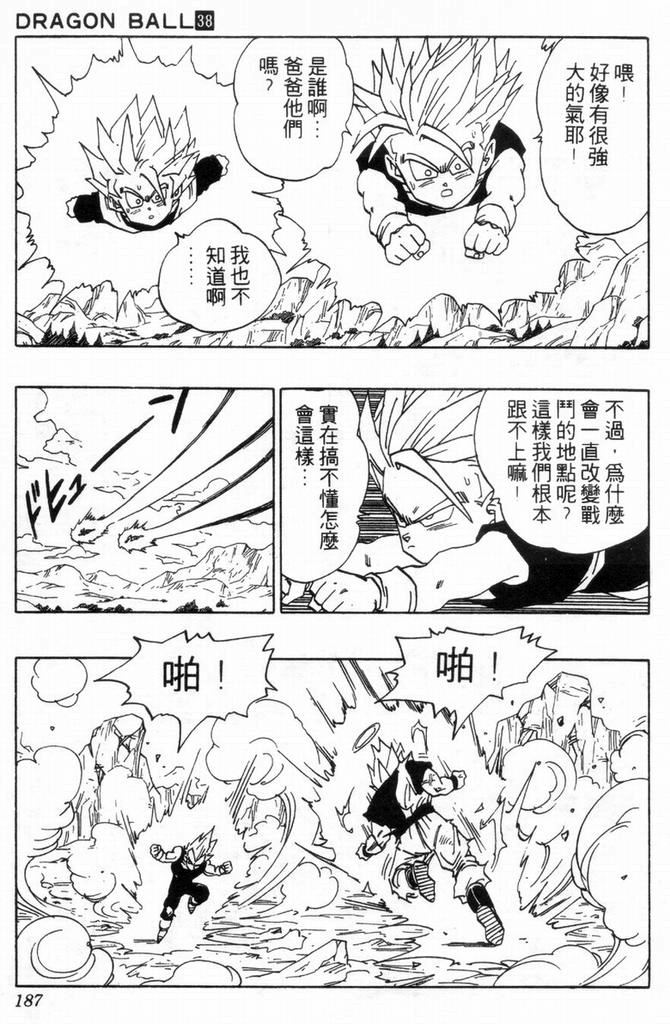 DRAGON BALL 38
喂！
好像有很強
大的氣耶！
是誰啊…
爸爸他們
嗎？
我也不
知道啊
……
不過，為什麼
會一直改變戰
鬥的地點呢？
這樣我們根本
跟不上嘛！
實在搞不懂怎麼
會這樣…
ドヒュー
啪！
啪！
187